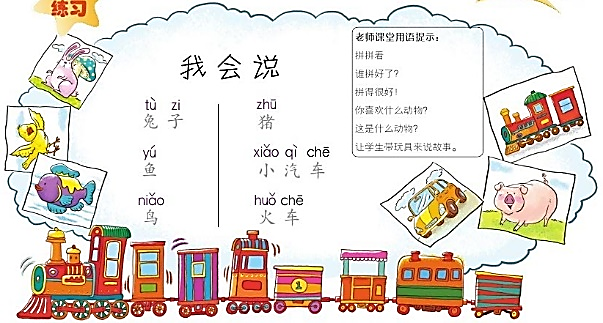 练习
我会说
tù zi
兔子
yú
鱼
niǎo
鸟
zhū
猪
xiǎo qì chē
小汽车
huǒ chē
火车
老师课堂用语提示：
拼拼看
谁拼好了？
拼得很好！
你喜欢什么动物？
这是什么动物？
让学生带玩具来说故事。
1